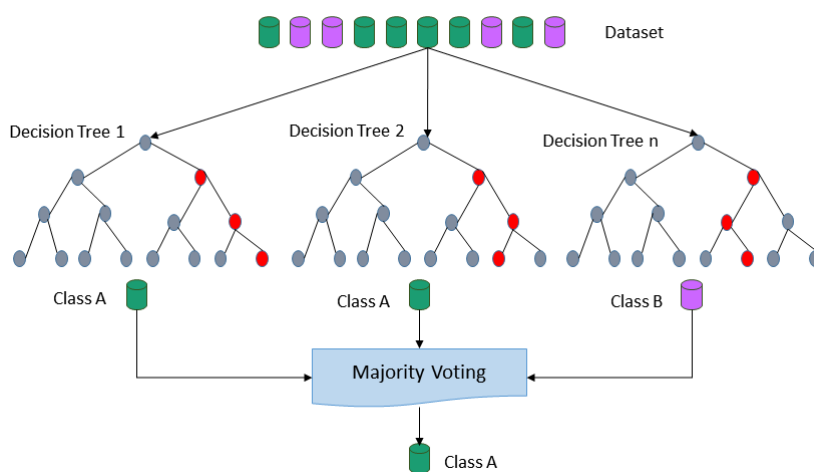 Dataset
Decision Tree 1
Decision Tree 2
Decision Tree n
Class A
Class A
Class B
Majority Voting
Class A